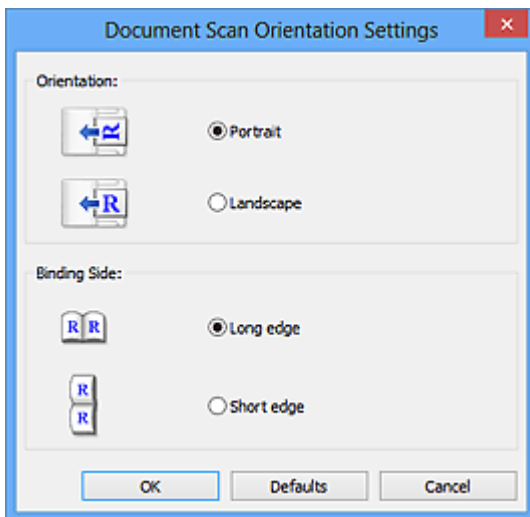 Document Scan Orientation Settings
Orientation:
R
Portrait
R
Landscape
Binding Side:
R R
Long edge
R
R
Short edge
OK Defaults Cancel